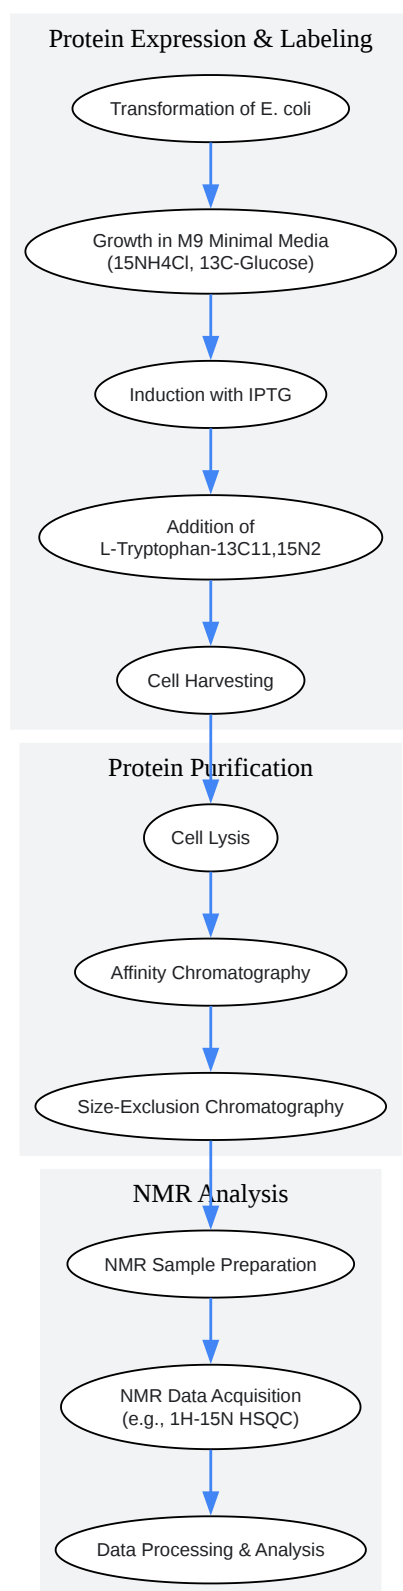 Protein Expression & Labeling
Transformation of E. coli
Growth in M9 Minimal Media
(15NH4Cl, 13C-Glucose)
Induction with IPTG
Addition of
L-Tryptophan-13C11,15N2
Cell Harvesting
Protein Purification
Cell Lysis
Affinity Chromatography
Size-Exclusion Chromatography
NMR Analysis
NMR Sample Preparation
NMR Data Acquisition
(e.g., 1H-15N HSQC)
Data Processing & Analysis